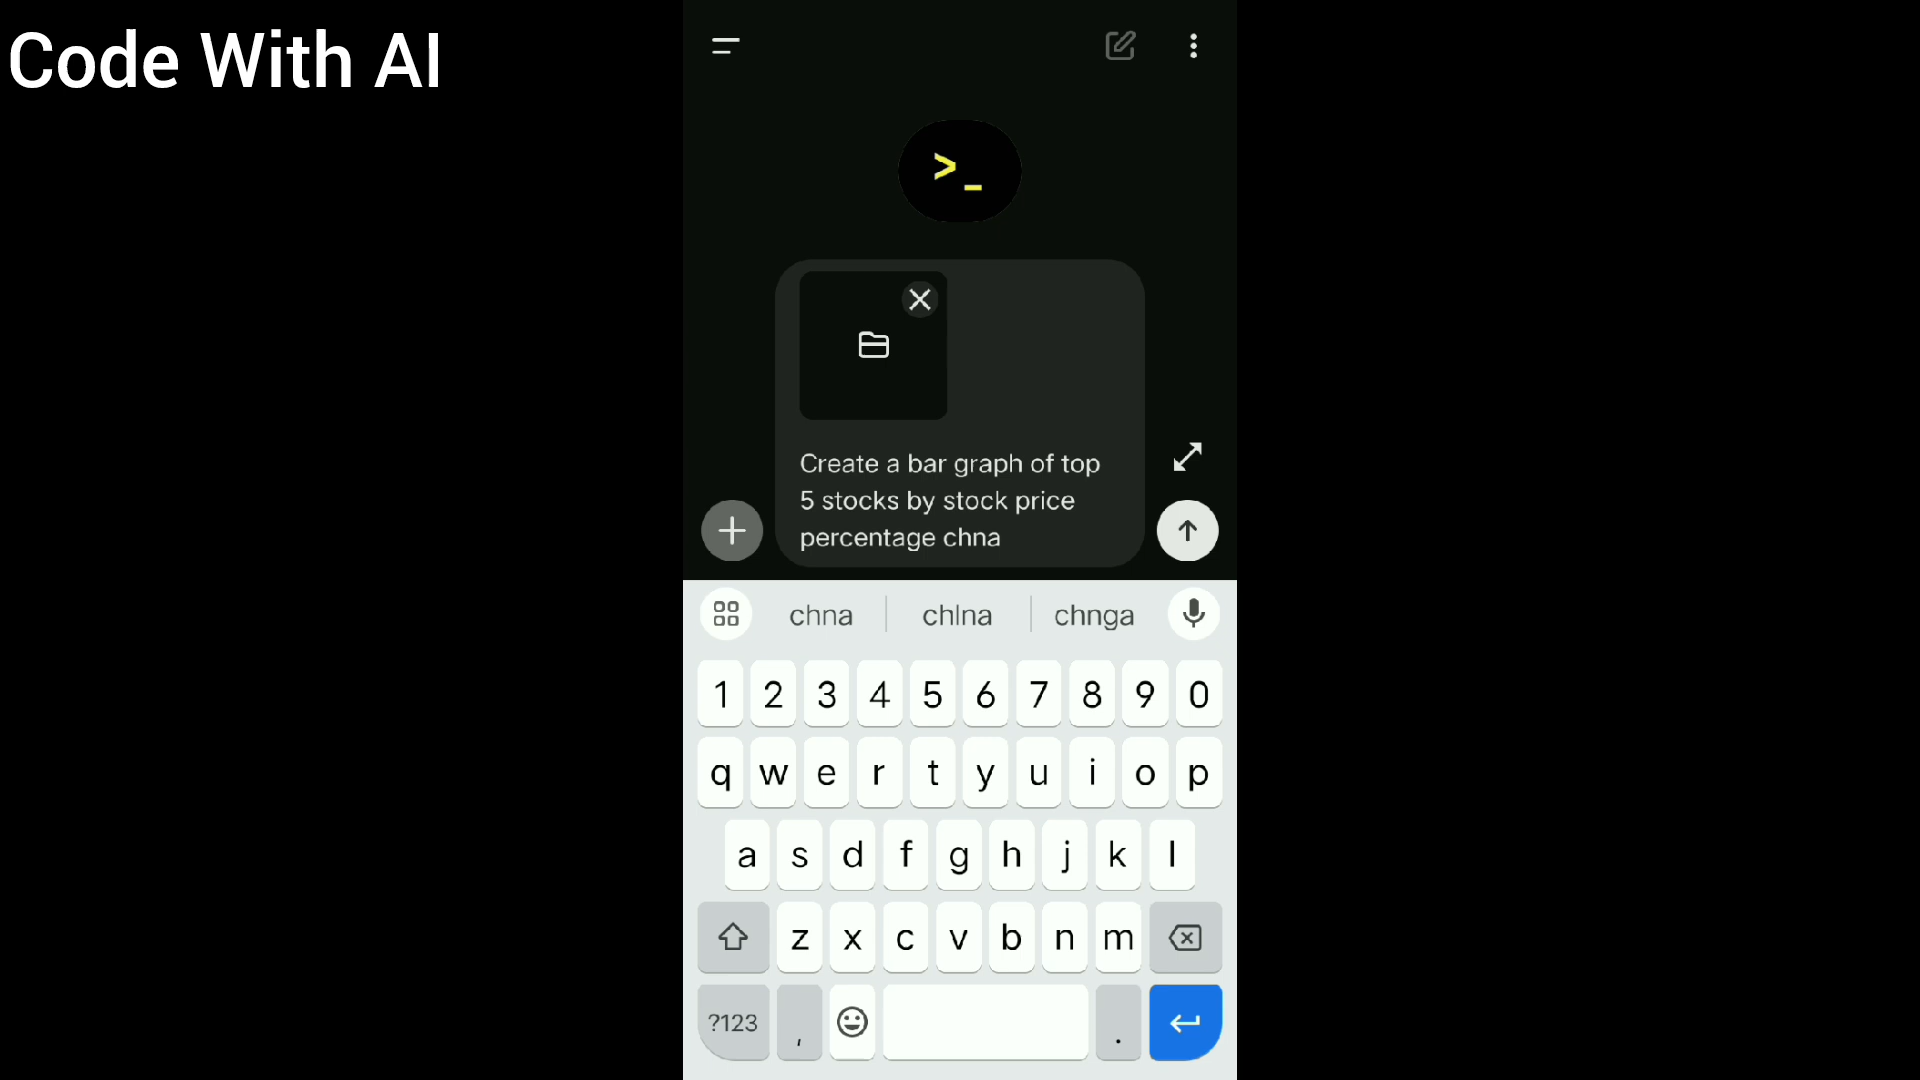 Code With AI
>_
Create a bar graph of top
5 stocks by stock price
percentage chna
chna chlna chnga
1 2 3 4 5 6 7 8 9 0
q w e r t y u i o p
a s d f g h j k l
z x c v b n m
?123 , .